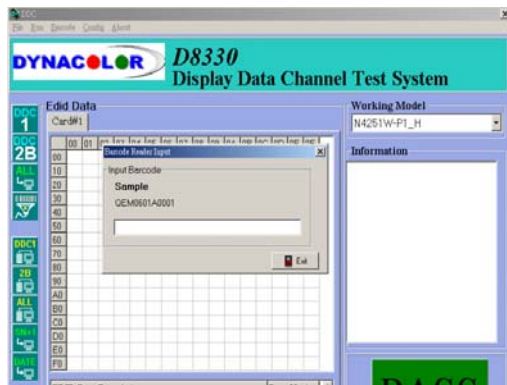 DDC
File Run Barcode Config About
DYNACOLOR
D8330
Display Data Channel Test System
Edid Data
Card#1
Working Model
N4251W-P1_H
Information
DDC
1
DDC
2B
ALL
DDC1
2B
ALL
SN+1
DATE
00 01
00
10
20
30
40
50
60
70
80
90
A0
B0
C0
D0
E0
F0
Barcode Reader Input
Input Barcode
Sample
QEM0601A0001
Exit